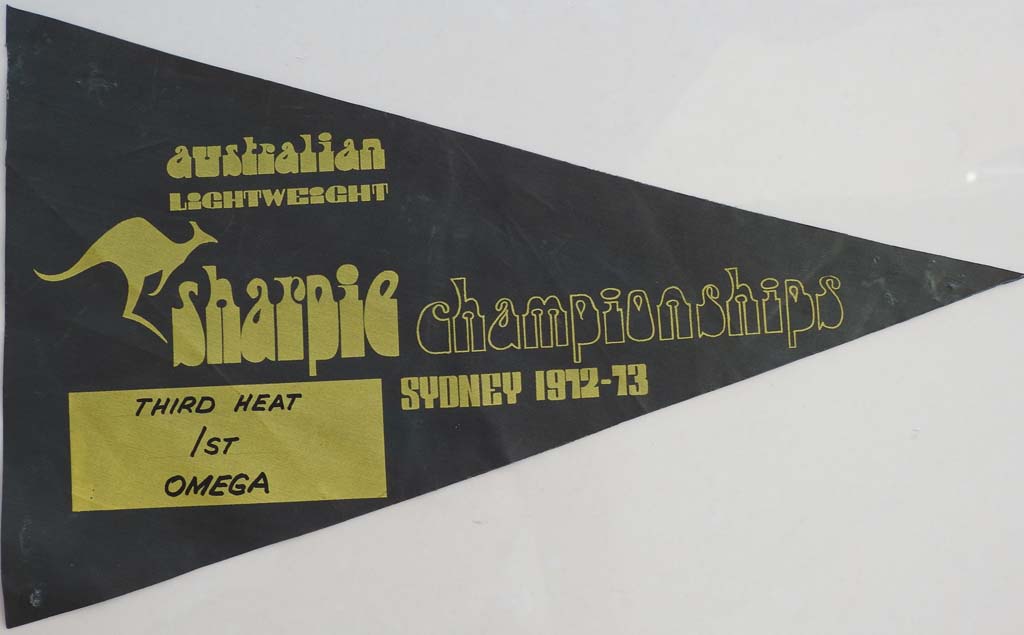 australian
LIGHTWEIGHT
sharpie championships
SYDNEY 1972-73
THIRD HEAT
1ST
OMEGA